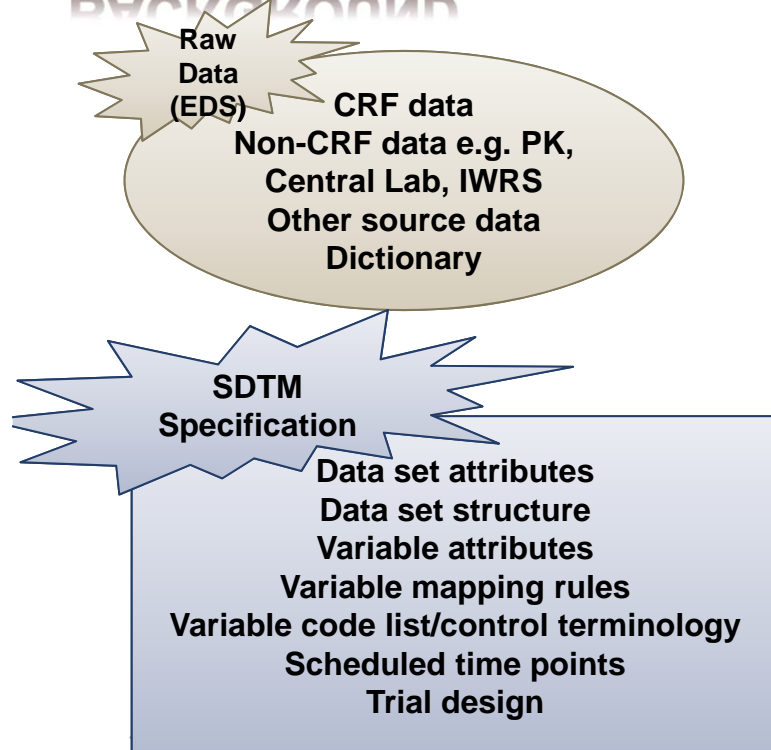 BACKGROUND
Raw
Data
(EDS)
CRF data
Non-CRF data e.g. PK,
Central Lab, IWRS
Other source data
Dictionary
SDTM
Specification
Data set attributes
Data set structure
Variable attributes
Variable mapping rules
Variable code list/control terminology
Scheduled time points
Trial design